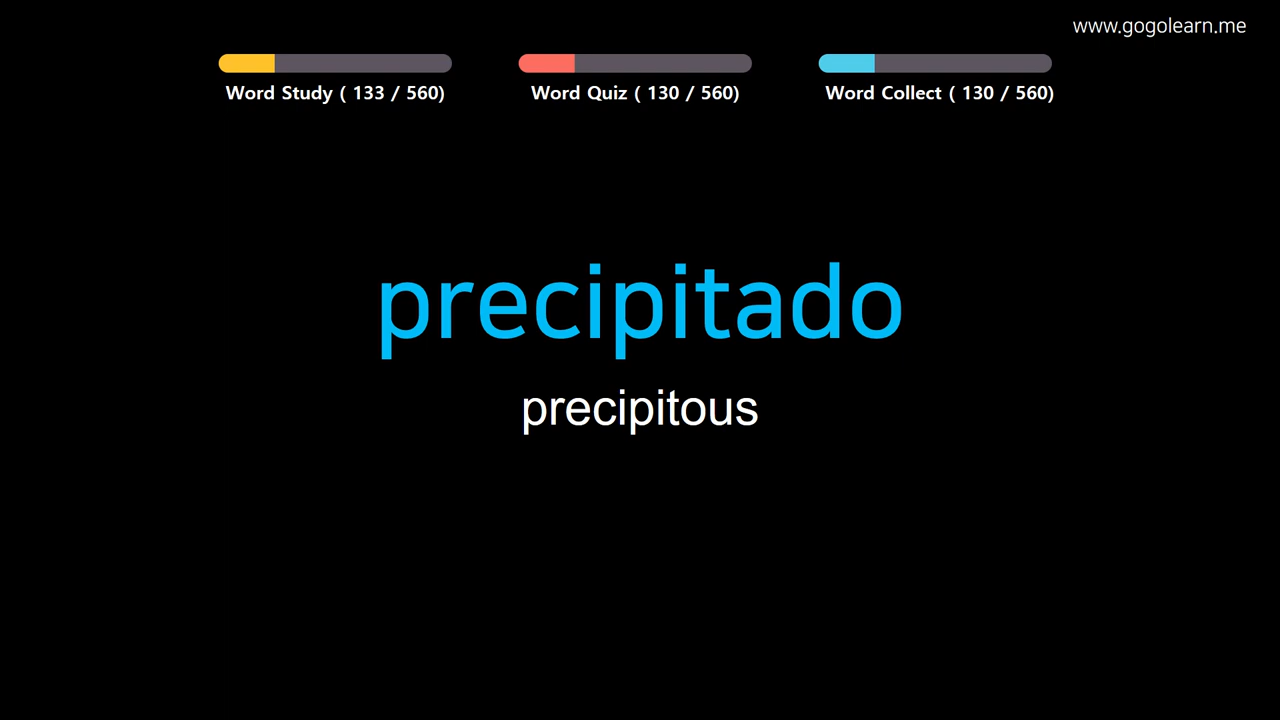 www.gogolearn.me
Word Study ( 133 / 560)
Word Quiz ( 130 / 560)
Word Collect ( 130 / 560)
precipitado
precipitous